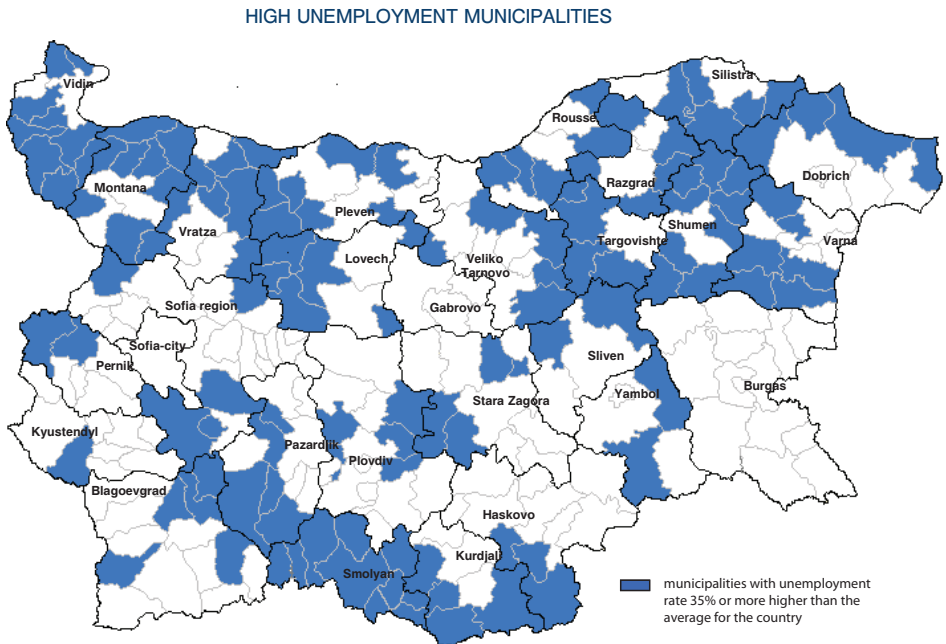 HIGH UNEMPLOYMENT MUNICIPALITIES
Vidin
Silistra
Rousse
Dobrich
Razgrad
Montana
Pleven
Shumen
Vratza
Targovishte
Varna
Lovech
Veliko
Tarnovo
Sofia region
Gabrovo
Sofia-city
Sliven
Pernik
Burgas
Yambol
Stara Zagora
Kyustendyl
Pazardjik
Plovdiv
Blagoevgrad
Haskovo
Kurdjali
Smolyan
municipalities with unemployment
rate 35% or more higher than the
average for the country